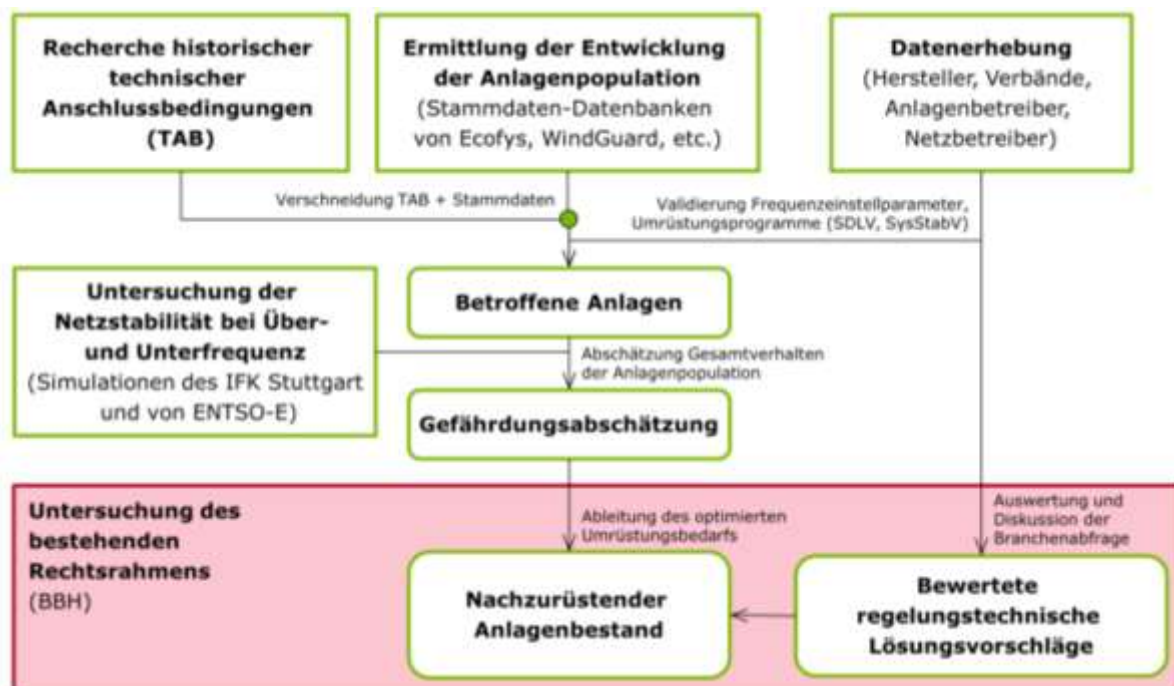 Recherche historischer
technischer
Anschlussbedingungen
(TAB)
Ermittlung der Entwicklung
der Anlagenpopulation
(Stammdaten-Datenbanken
von Ecofys, WindGuard, etc.)
Datenerhebung
(Hersteller, Verbände,
Anlagenbetreiber,
Netzbetreiber)
Verschneidung TAB + Stammdaten
Validierung Frequenzeinstellparameter,
Umrüstungsprogramme (SDLV, SysStabV)
Untersuchung der
Netzstabilität bei Über-
und Unterfrequenz
(Simulationen des IFK Stuttgart
und von ENTSO-E)
Betroffene Anlagen
Abschätzung Gesamtverhalten
der Anlagenpopulation
Gefährdungsabschätzung
Untersuchung des
bestehenden
Rechtsrahmens
(BBH)
Ableitung des optimierten
Umrüstungsbedarfs
Auswertung und
Diskussion der
Branchenabfrage
Nachzurüstender
Anlagenbestand
Bewertete
regelungstechnische
Lösungsvorschläge